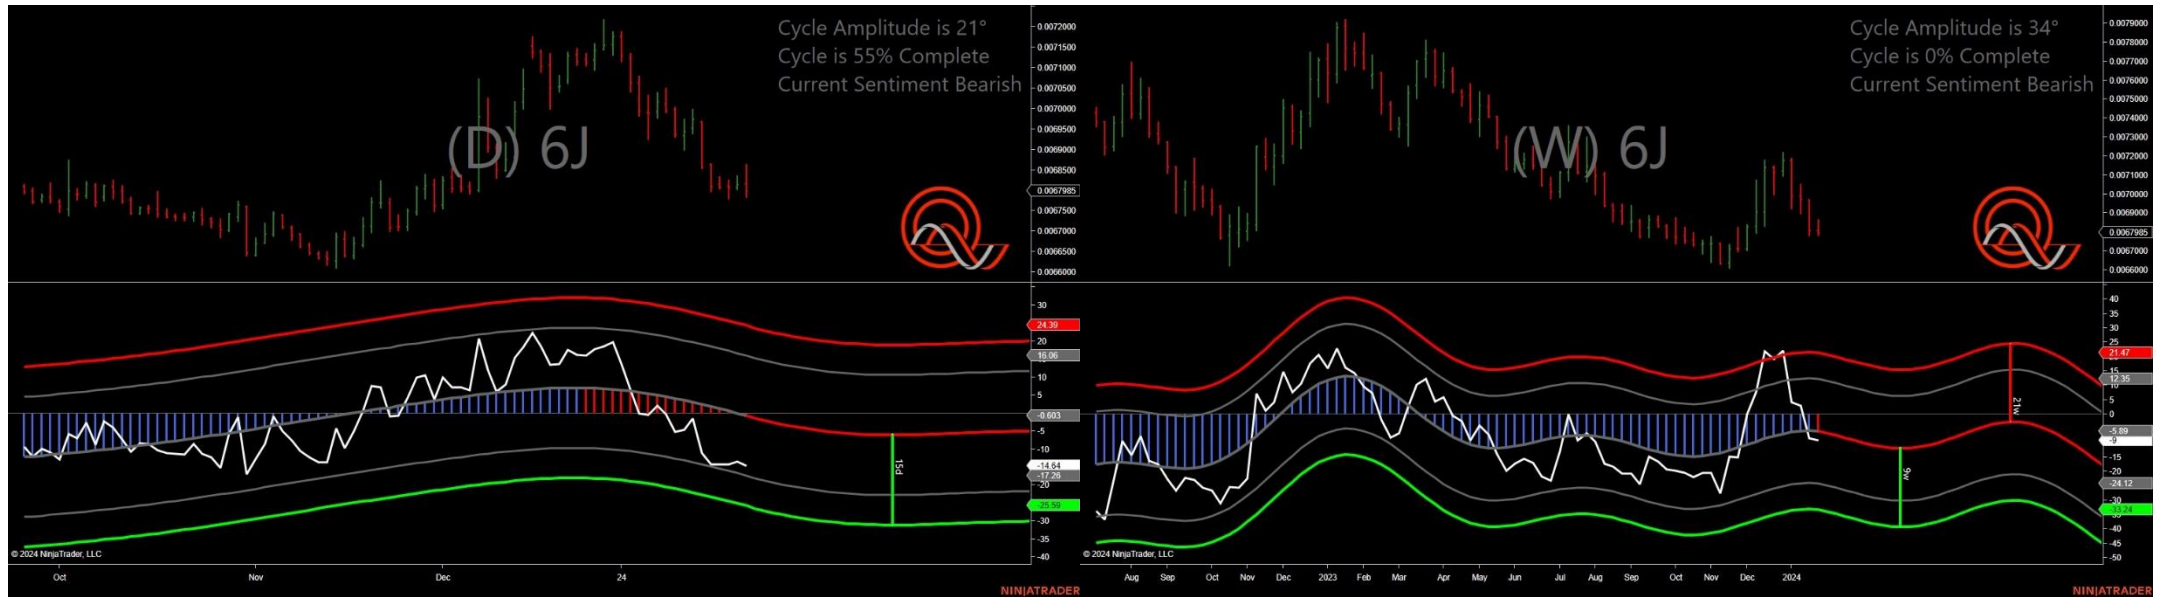 Cycle Amplitude is 21°
Cycle is 55% Complete
Current Sentiment Bearish
(D) 6J
0.0072000
0.0071500
0.0071000
0.0070500
0.0070000
0.0069500
0.0069000
0.0068500
0.0067985
0.0067500
0.0067000
0.0066500
0.0066000
30
24.39
20
16.06
10
5
-0.603
-5
-10
-14.64
-17.26
-20
-25.59
-30
-35
-40
15d
© 2024 NinjaTrader, LLC
Oct
Nov
Dec
24
NINJATRADER
Cycle Amplitude is 34°
Cycle is 0% Complete
Current Sentiment Bearish
(W) 6J
0.0079000
0.0078000
0.0077000
0.0076000
0.0075000
0.0074000
0.0073000
0.0072000
0.0071000
0.0070000
0.0069000
0.0067985
0.0067000
0.0066000
40
35
30
25
21.47
15
12.35
5
0
-5.89
-9
-15
-20
-24.12
-30
-33.24
-40
-45
-50
21w
9w
© 2024 NinjaTrader, LLC
Aug
Sep
Oct
Nov
Dec
2023
Feb
Mar
Apr
May
Jun
Jul
Aug
Sep
Oct
Nov
Dec
2024
NINJATRADER